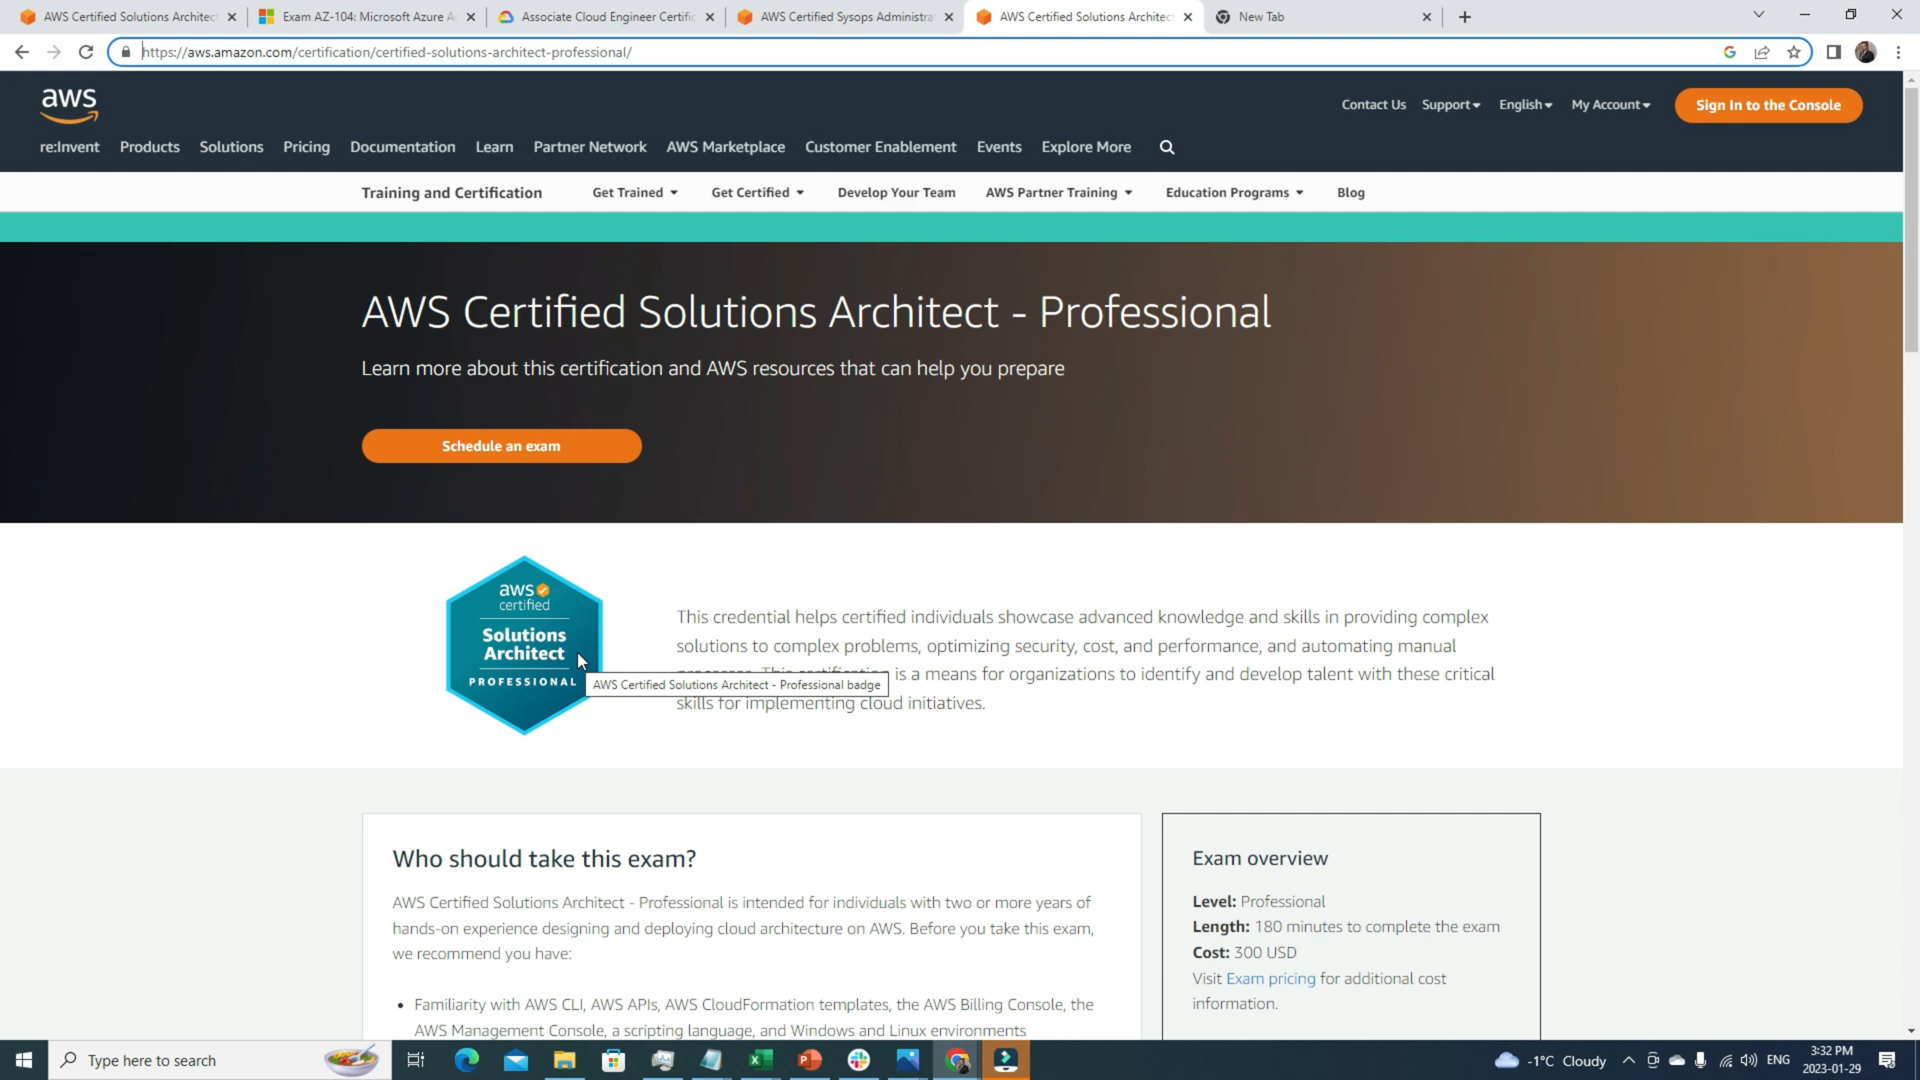 AWS Certified Solutions Architect
Exam AZ-104: Microsoft Azure A
Associate Cloud Engineer Certific
AWS Certified Sysops Administra
AWS Certified Solutions Architect
New Tab
https://aws.amazon.com/certification/certified-solutions-architect-professional/
aws
Contact Us
Support
English
My Account
Sign In to the Console
re:Invent
Products
Solutions
Pricing
Documentation
Learn
Partner Network
AWS Marketplace
Customer Enablement
Events
Explore More
Training and Certification
Get Trained
Get Certified
Develop Your Team
AWS Partner Training
Education Programs
Blog
AWS Certified Solutions Architect - Professional
Learn more about this certification and AWS resources that can help you prepare
Schedule an exam
aws
certified
Solutions
Architect
PROFESSIONAL
This credential helps certified individuals showcase advanced knowledge and skills in providing complex
solutions to complex problems, optimizing security, cost, and performance, and automating manual
is a means for organizations to identify and develop talent with these critical
skills for implementing cloud initiatives.
AWS Certified Solutions Architect - Professional badge
Who should take this exam?
AWS Certified Solutions Architect - Professional is intended for individuals with two or more years of
hands-on experience designing and deploying cloud architecture on AWS. Before you take this exam,
we recommend you have:
• Familiarity with AWS CLI, AWS APIs, AWS CloudFormation templates, the AWS Billing Console, the
AWS Management Console, a scripting language, and Windows and Linux environments
Exam overview
Level: Professional
Length: 180 minutes to complete the exam
Cost: 300 USD
Visit Exam pricing for additional cost
information.
Type here to search
-1°C Cloudy
ENG
3:32 PM
2023-01-29